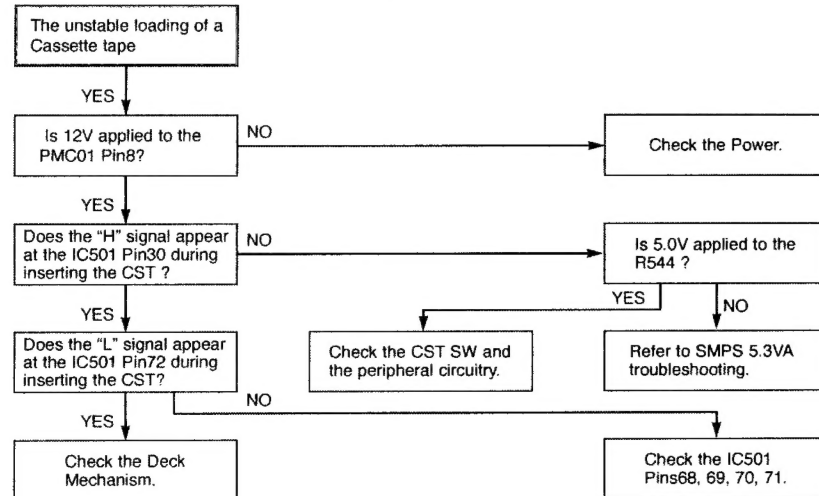 The unstable loading of a
Cassette tape
YES
Is 12V applied to the
PMC01 Pin8?
NO
Check the Power.
YES
Does the “H” signal appear
at the IC501 Pin30 during
inserting the CST ?
NO
Is 5.0V applied to the
R544 ?
YES
NO
Check the CST SW and
the peripheral circuitry.
Refer to SMPS 5.3VA
troubleshooting.
YES
Does the “L” signal appear
at the IC501 Pin72 during
inserting the CST?
NO
YES
Check the Deck
Mechanism.
Check the IC501
Pins68, 69, 70, 71.